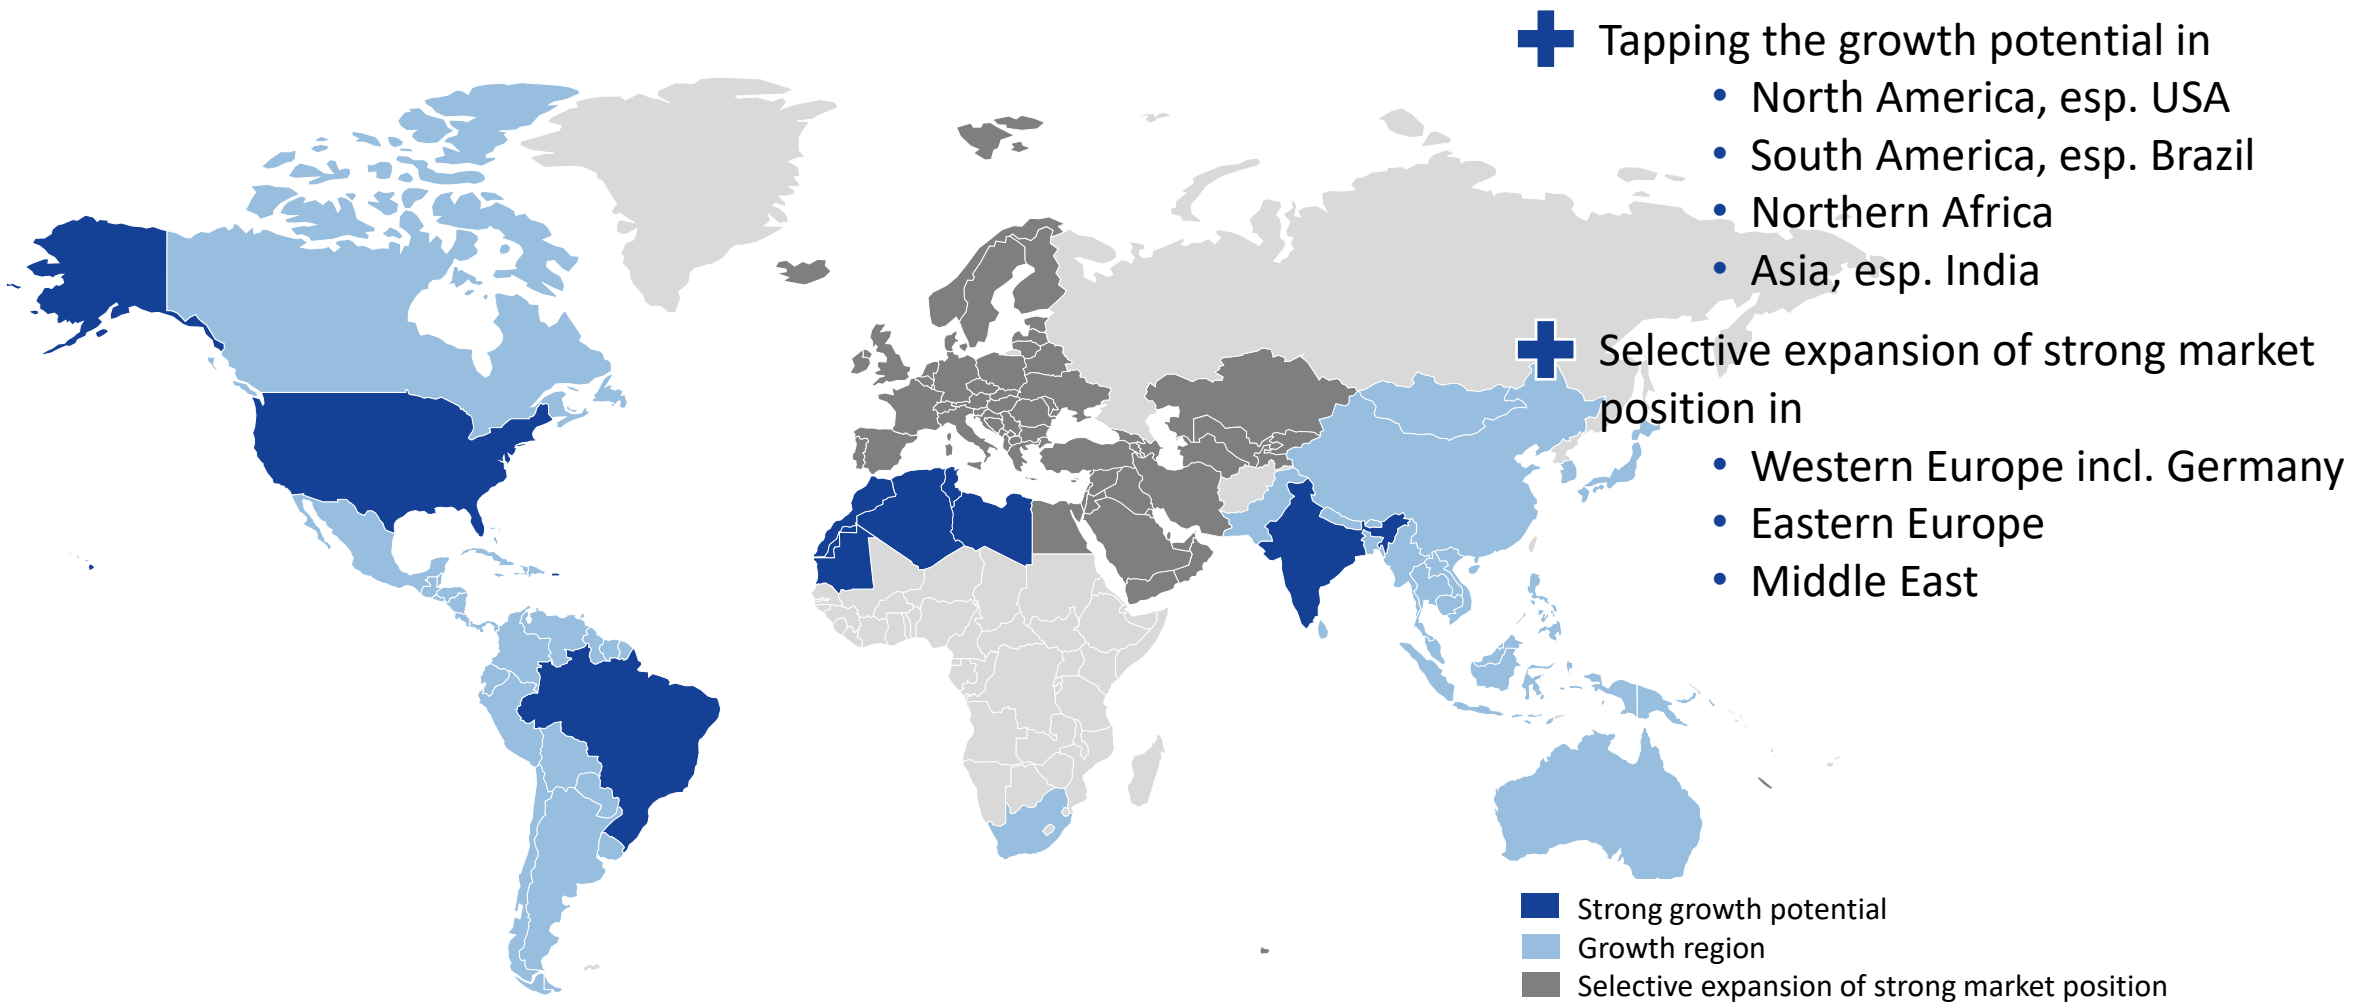 Tapping the growth potential in
• North America, esp. USA
• South America, esp. Brazil
• Northern Africa
• Asia, esp. India
Selective expansion of strong market
position in
• Western Europe incl. Germany
• Eastern Europe
• Middle East
Strong growth potential
Growth region
Selective expansion of strong market position